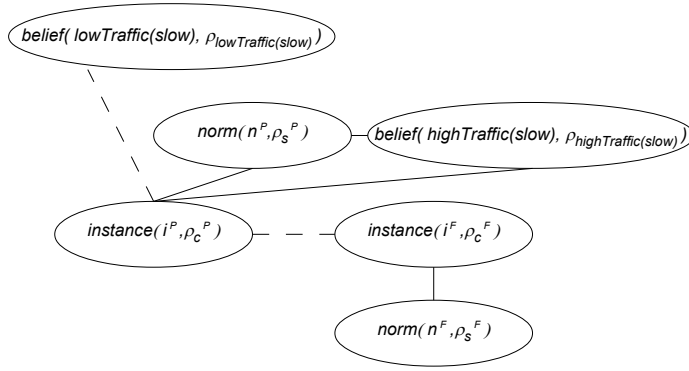 belief( lowTraffic(slow), ρlowTraffic(slow) )
norm( nᴾ,ρsᴾ )
belief( highTraffic(slow), ρhighTraffic(slow) )
instance( iᴾ,ρcᴾ )
instance( iF,ρcF )
norm( nF,ρsF )